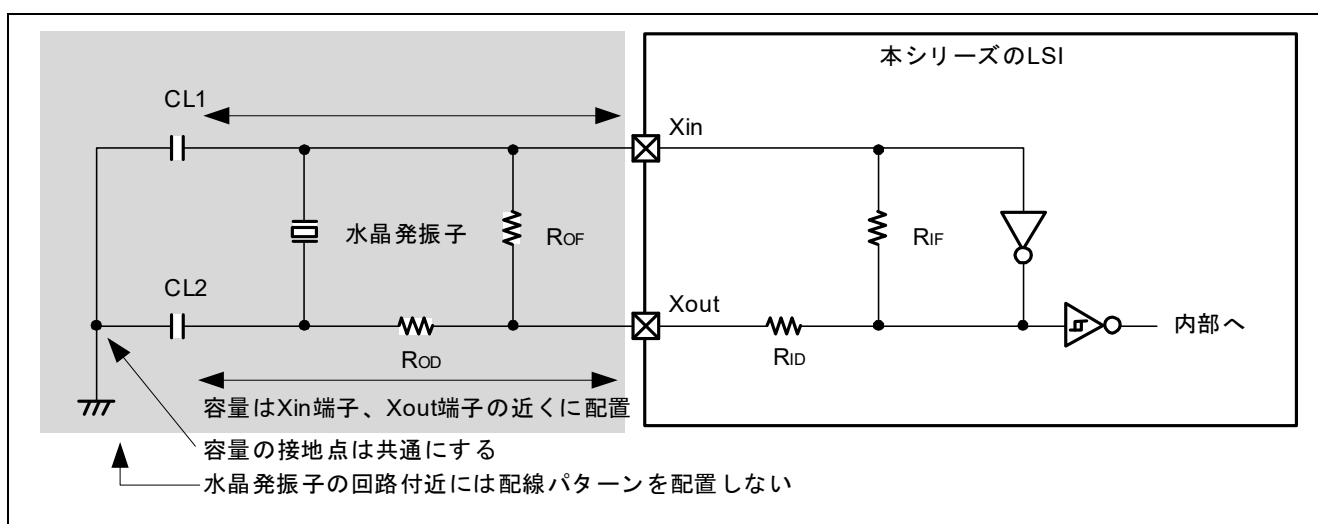 本シリーズのLSI
CL1
Xin
水晶発振子
ROF
RIF
CL2
Xout
ROD
RID
内部へ
容量はXin端子、Xout端子の近くに配置
容量の接地点は共通にする
水晶発振子の回路付近には配線パターンを配置しない